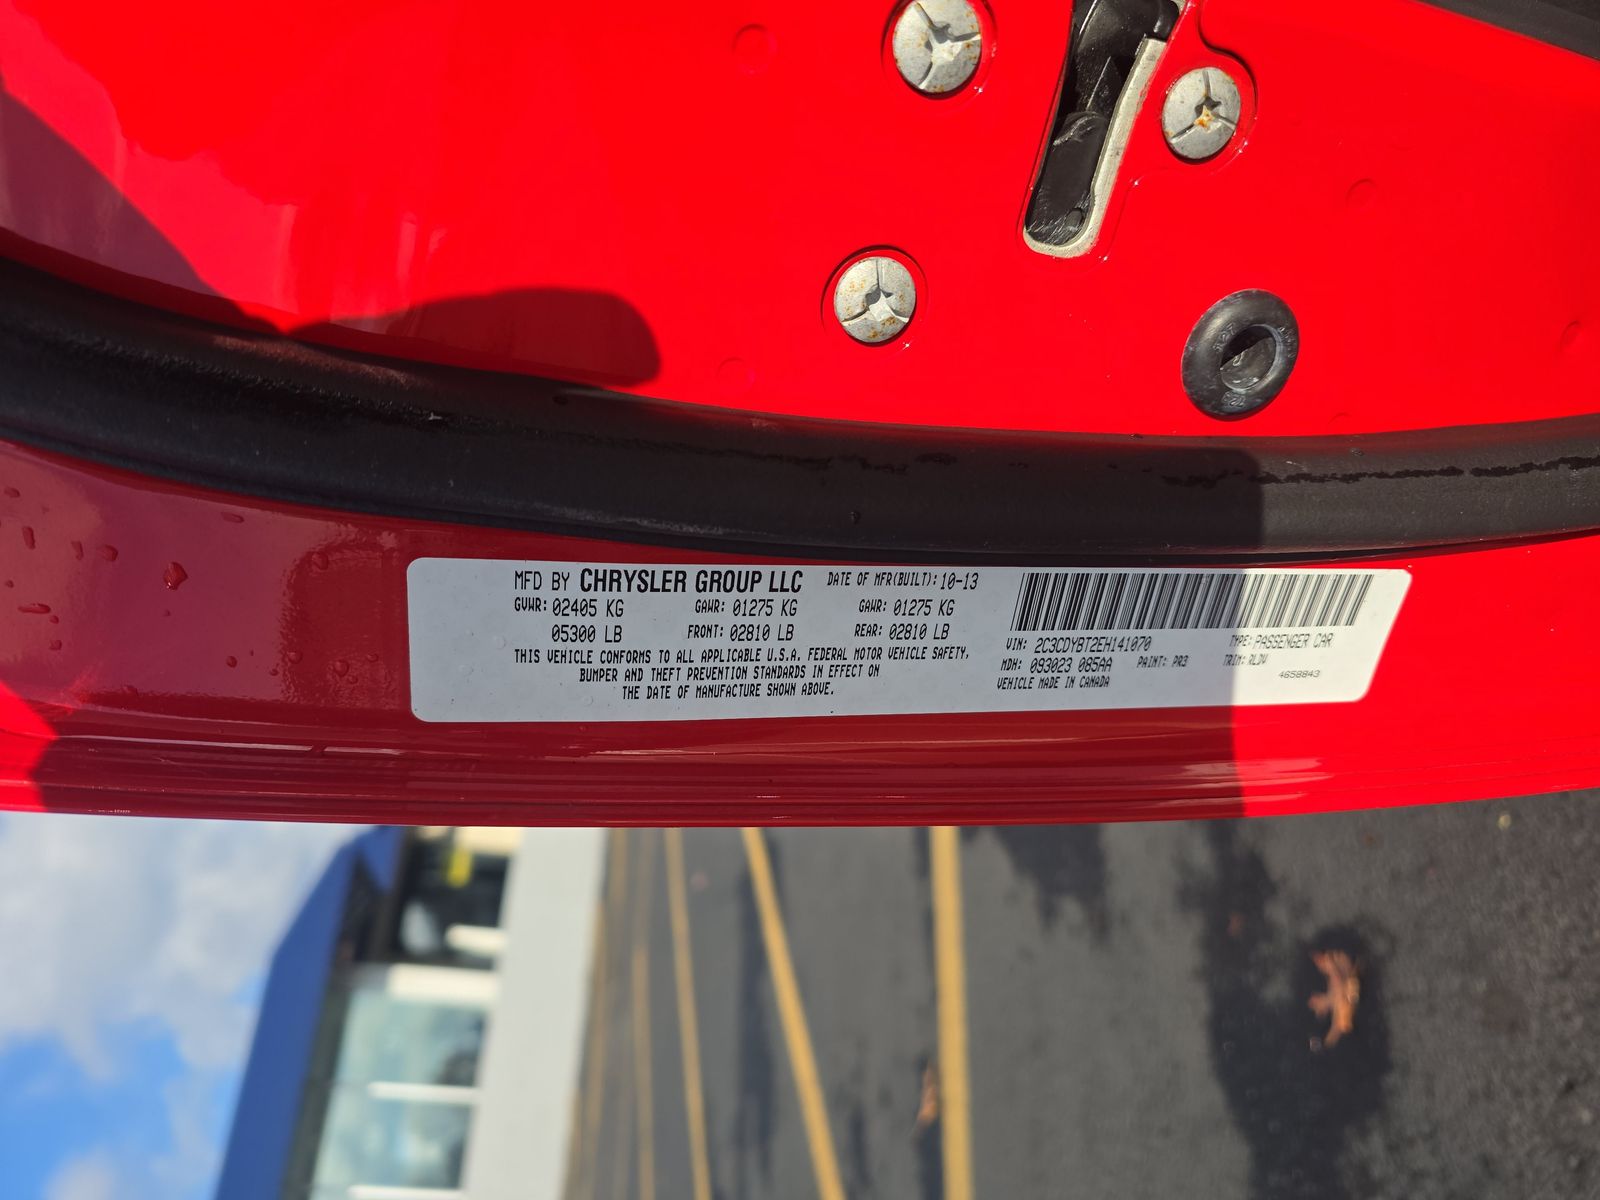 MFD BY CHRYSLER GROUP LLC
DATE OF MFR(BUILT): 10-13
GVWR: 02405 KG
GAWR: 01275 KG
GAWR: 01275 KG
05300 LB
FRONT: 02810 LB
REAR: 02810 LB
THIS VEHICLE CONFORMS TO ALL APPLICABLE U.S.A. FEDERAL MOTOR VEHICLE SAFETY,
BUMPER AND THEFT PREVENTION STANDARDS IN EFFECT ON
THE DATE OF MANUFACTURE SHOWN ABOVE.
VIN: 2C3CDYBT2EH141070
TYPE: PASSENGER CAR
MDH: 093023 085AA
PAINT: PR3
TRIM: RLDV
VEHICLE MADE IN CANADA
4658843